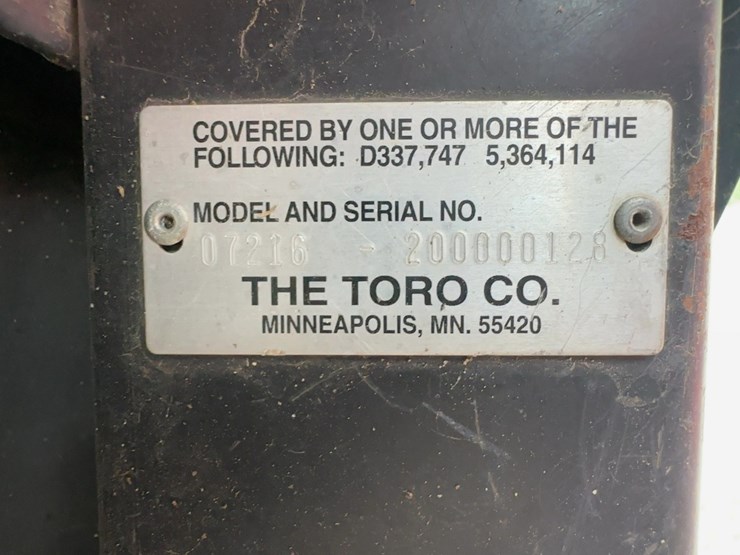 COVERED BY ONE OR MORE OF THE
FOLLOWING: D337,747 5,364,114
MODEL AND SERIAL NO.
07216 - 200000128
THE TORO CO.
MINNEAPOLIS, MN. 55420